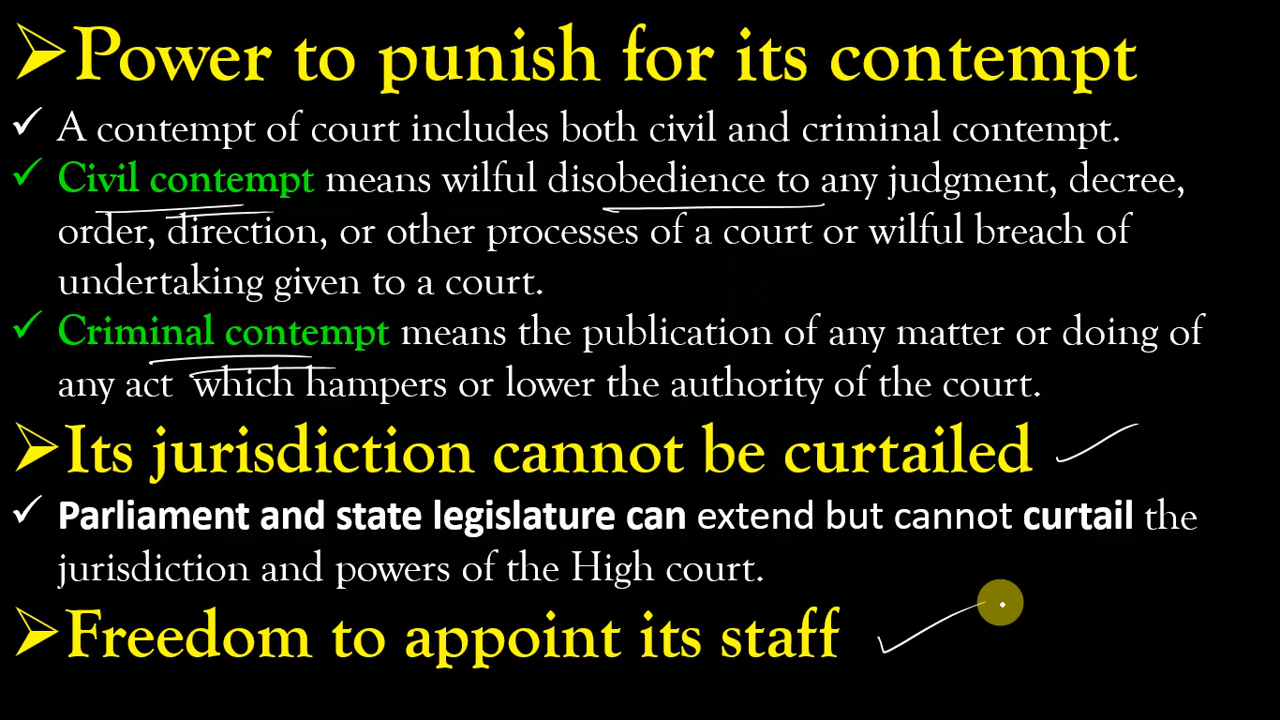 ➢Power to punish for its contempt
✓ A contempt of court includes both civil and criminal contempt.
✓ Civil contempt means wilful disobedience to any judgment, decree,
order, direction, or other processes of a court or wilful breach of
undertaking given to a court.
✓ Criminal contempt means the publication of any matter or doing of
any act which hampers or lower the authority of the court.
➢Its jurisdiction cannot be curtailed
✓ Parliament and state legislature can extend but cannot curtail the
jurisdiction and powers of the High court.
➢Freedom to appoint its staff